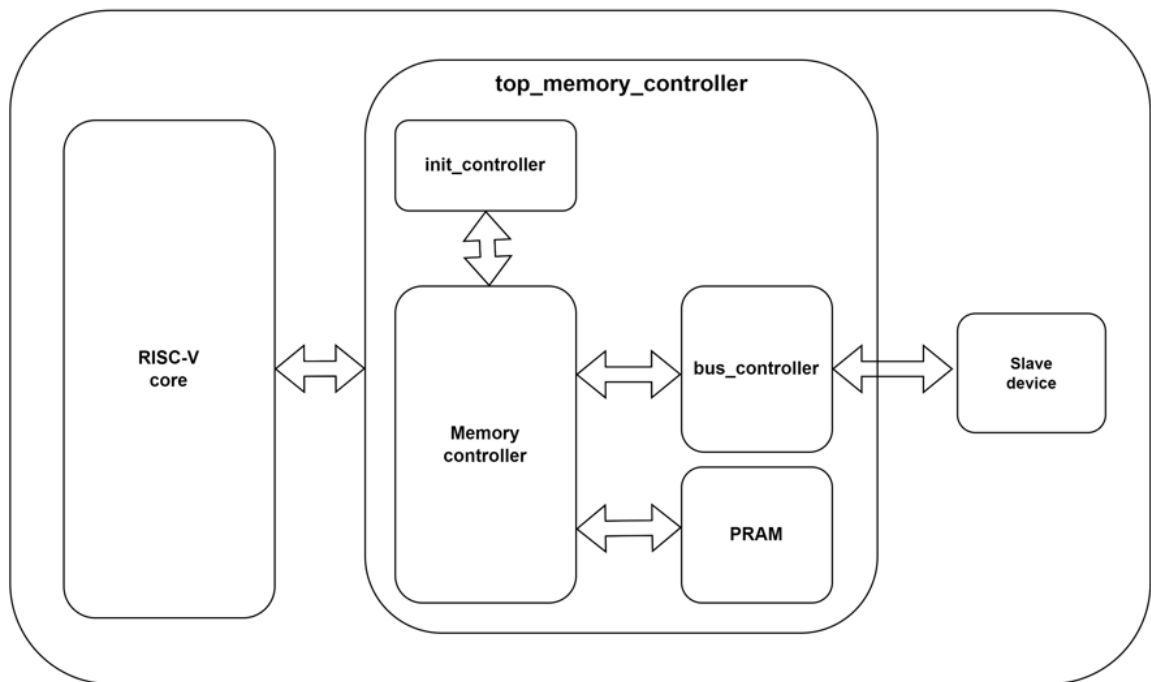 top_memory_controller
init_controller
RISC-V
core
bus_controller
Slave
device
Memory
controller
PRAM